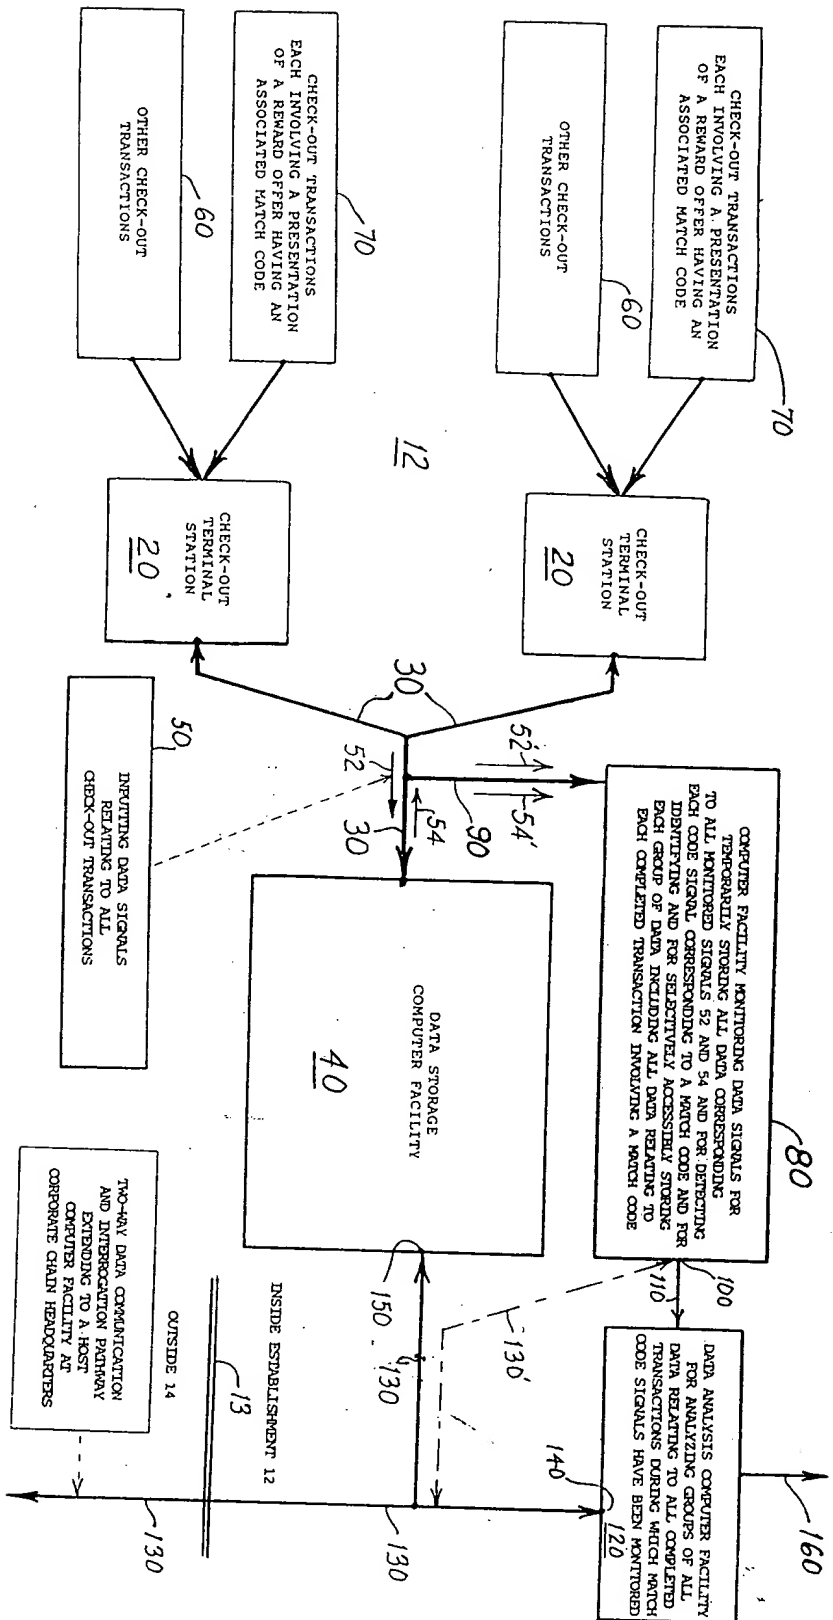 CHECK-OUT TRANSACTIONS
EACH INVOLVING A PRESENTATION
OF A REWARD OFFER HAVING AN
ASSOCIATED MATCH CODE
70
OTHER CHECK-OUT
TRANSACTIONS
60
CHECK-OUT
TERMINAL
STATION
20
12
CHECK-OUT TRANSACTIONS
EACH INVOLVING A PRESENTATION
OF A REWARD OFFER HAVING AN
ASSOCIATED MATCH CODE
70
OTHER CHECK-OUT
TRANSACTIONS
60
CHECK-OUT
TERMINAL
STATION
20
30
52'
54'
90
52
54
30
50
INPUTTING DATA SIGNALS
RELATING TO ALL
CHECK-OUT TRANSACTIONS
COMPUTER FACILITY MONITORING DATA SIGNALS FOR
TEMPORARILY STORING ALL DATA CORRESPONDING
TO ALL MONITORED SIGNALS 52 AND 54 AND FOR DETECTING
EACH CODE SIGNAL CORRESPONDING TO A MATCH CODE AND FOR
IDENTIFYING AND FOR SELECTIVELY ACCESSIBLY STORING
EACH GROUP OF DATA INCLUDING ALL DATA RELATING TO
EACH COMPLETED TRANSACTION INVOLVING A MATCH CODE
80
DATA STORAGE
COMPUTER FACILITY
40
100
110
130'
150
130
DATA ANALYSIS COMPUTER FACILITY
FOR ANALYZING GROUPS OF ALL
DATA RELATING TO ALL COMPLETED
TRANSACTIONS DURING WHICH MATCH
CODE SIGNALS HAVE BEEN MONITORED
140
120
160
INSIDE ESTABLISHMENT 12
13
OUTSIDE 14
130
130
TWO-WAY DATA COMMUNICATION
AND INTERROGATION PATHWAY
EXTENDING TO A HOST
COMPUTER FACILITY AT
CORPORATE CHAIN HEADQUARTERS